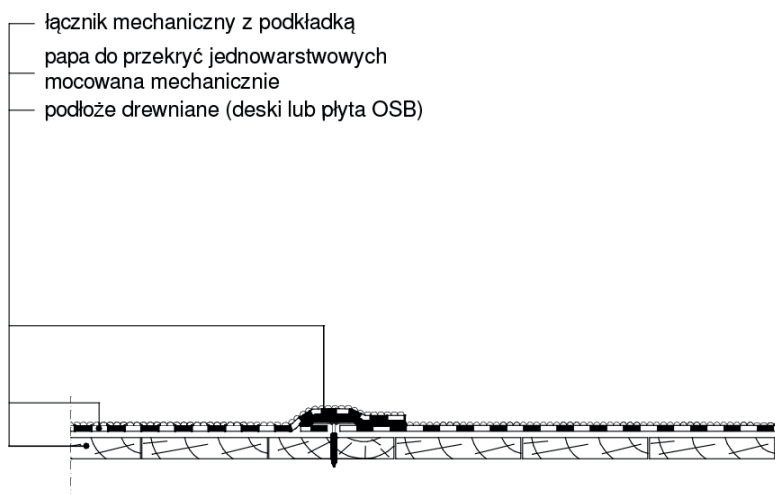 łącznik mechaniczny z podkładką
papa do przekryć jednowarstwowych
mocowana mechanicznie
podłoże drewniane (deski lub płyta OSB)